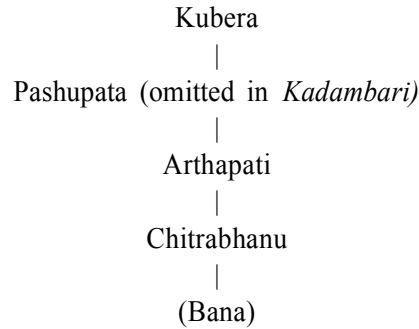 Kubera
|
Pashupata (omitted in Kadambari)
|
Arthapati
|
Chitrabhanu
|
(Bana)